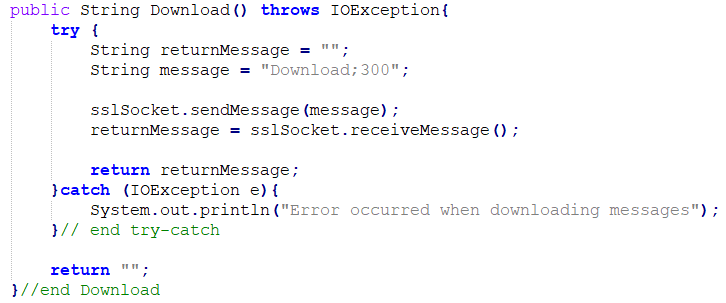 public String Download() throws IOException{
    try {
        String returnMessage = "";
        String message = "Download;300";

        sslSocket.sendMessage(message);
        returnMessage = sslSocket.receiveMessage();

        return returnMessage;
    }catch (IOException e){
        System.out.println("Error occurred when downloading messages");
    }// end try-catch

    return "";
}//end Download